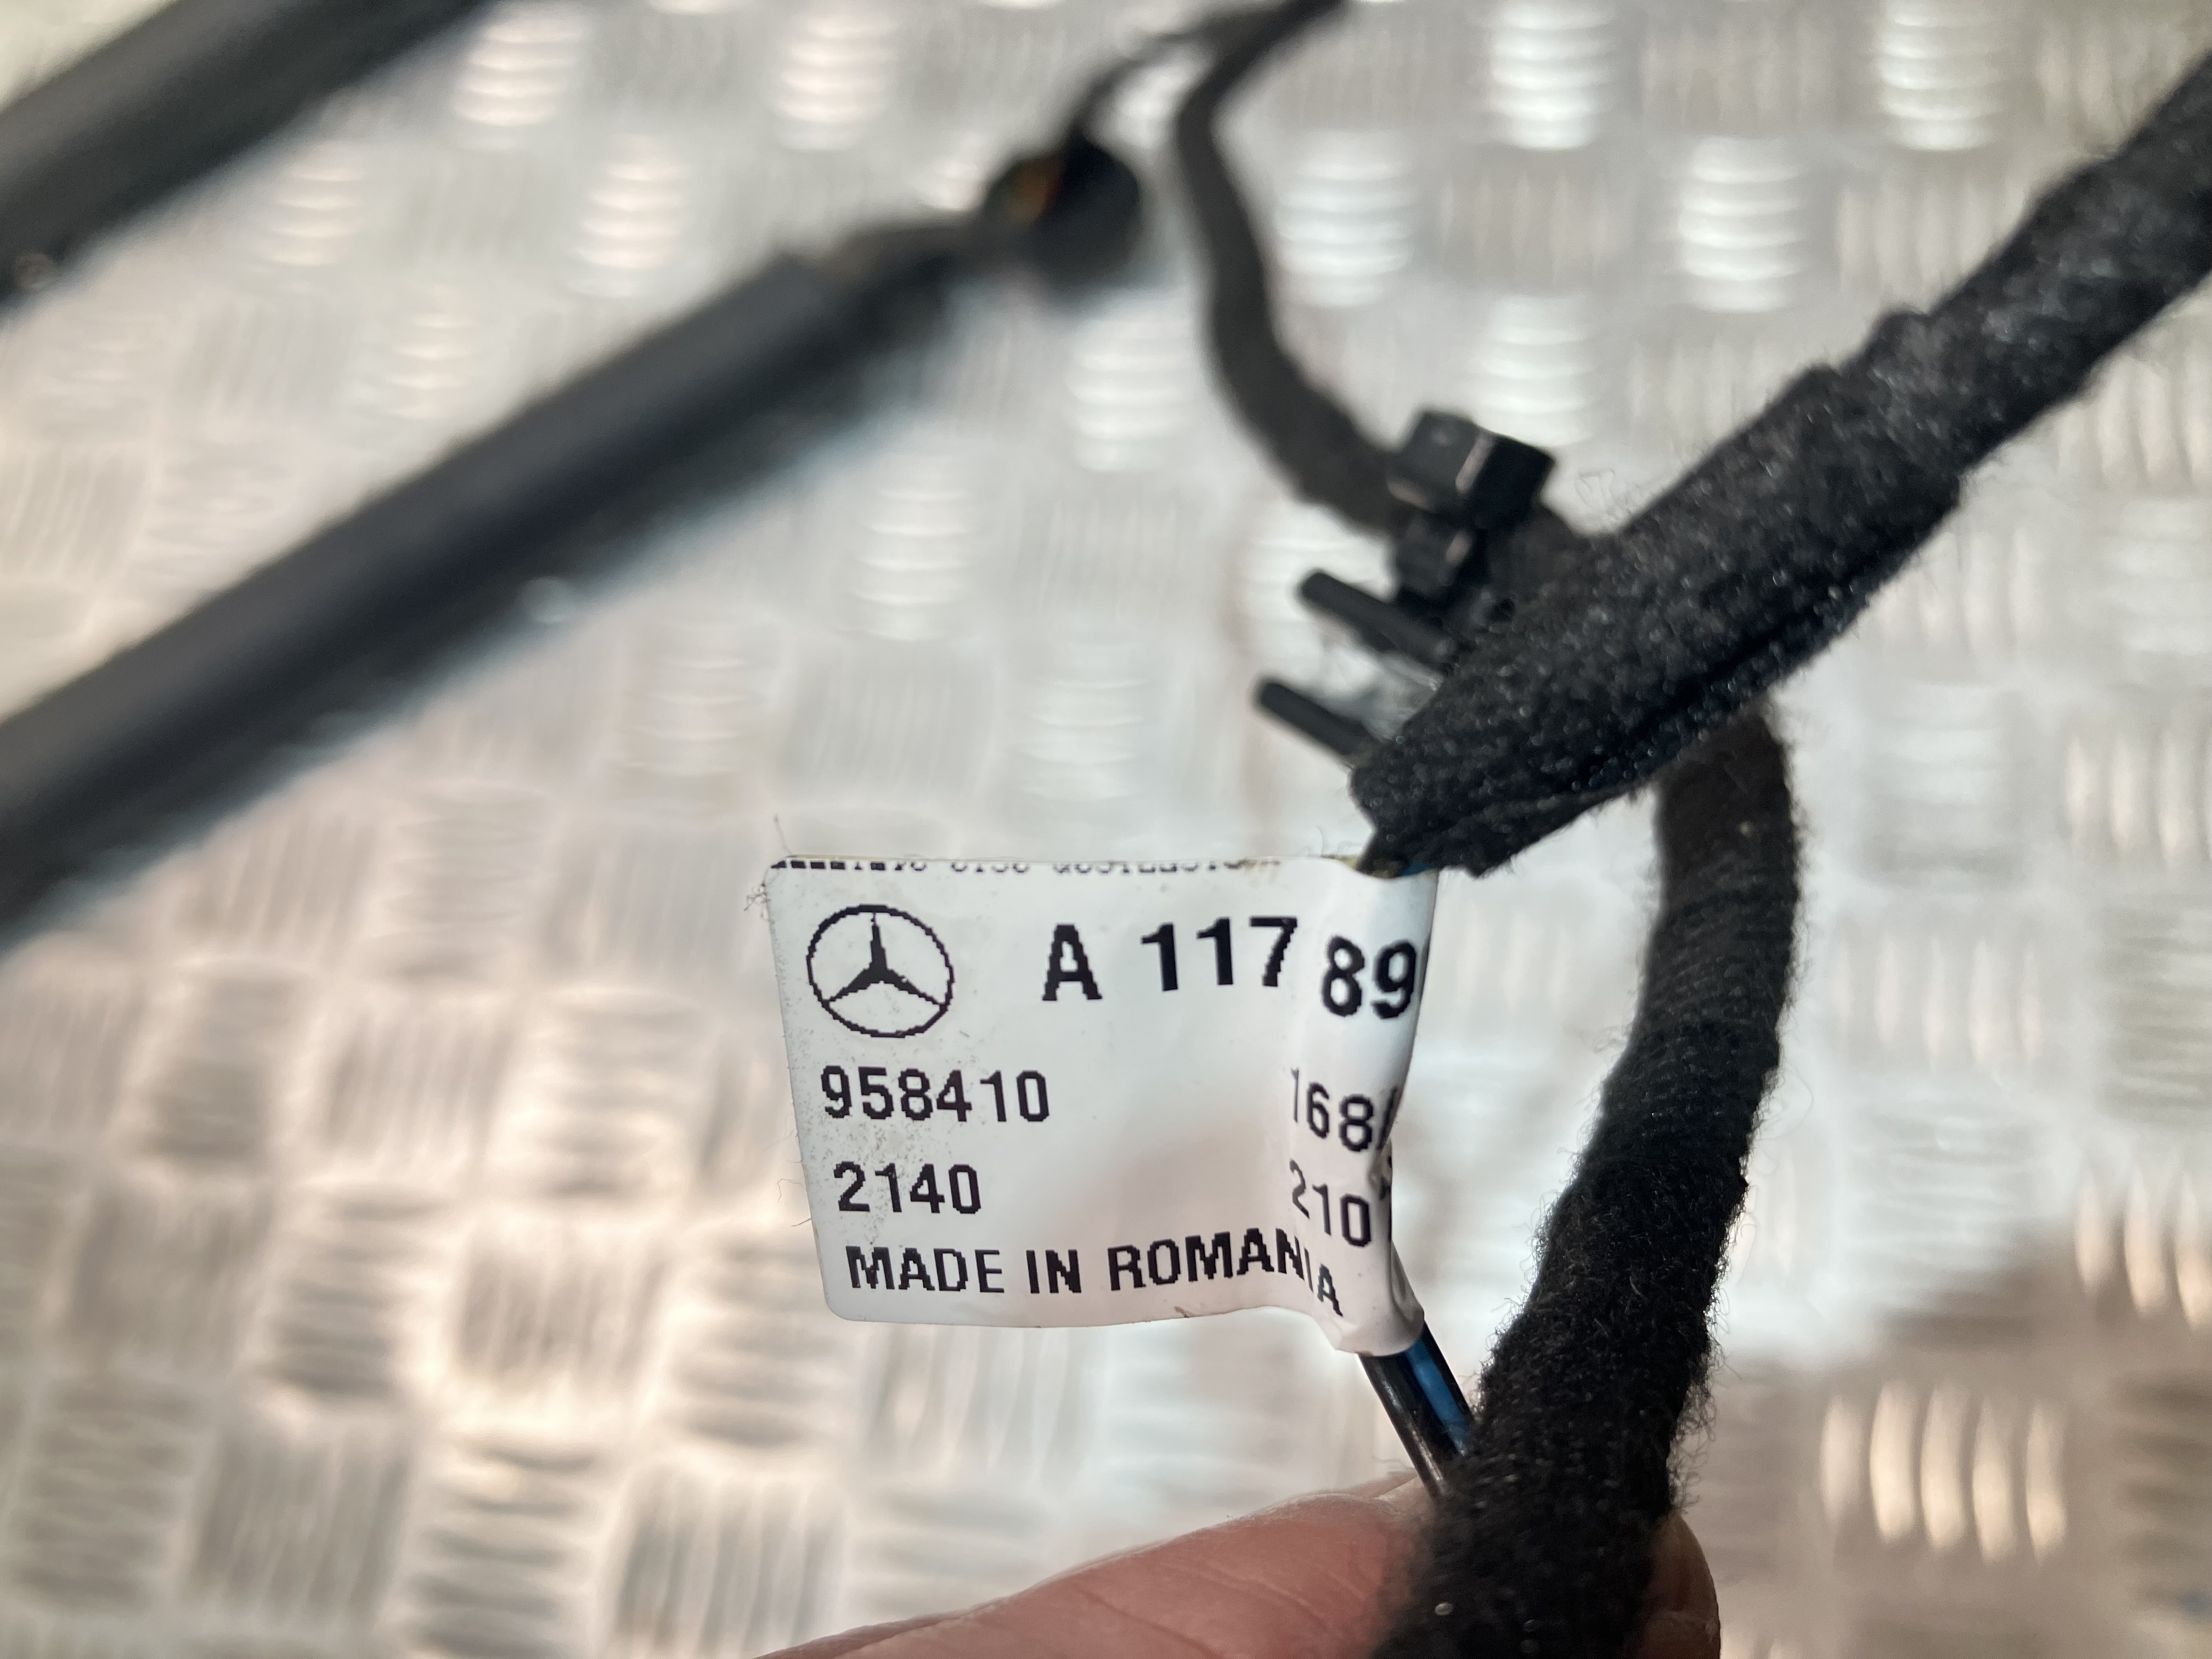 A 117 89
958410 168
2140 210
MADE IN ROMANIA